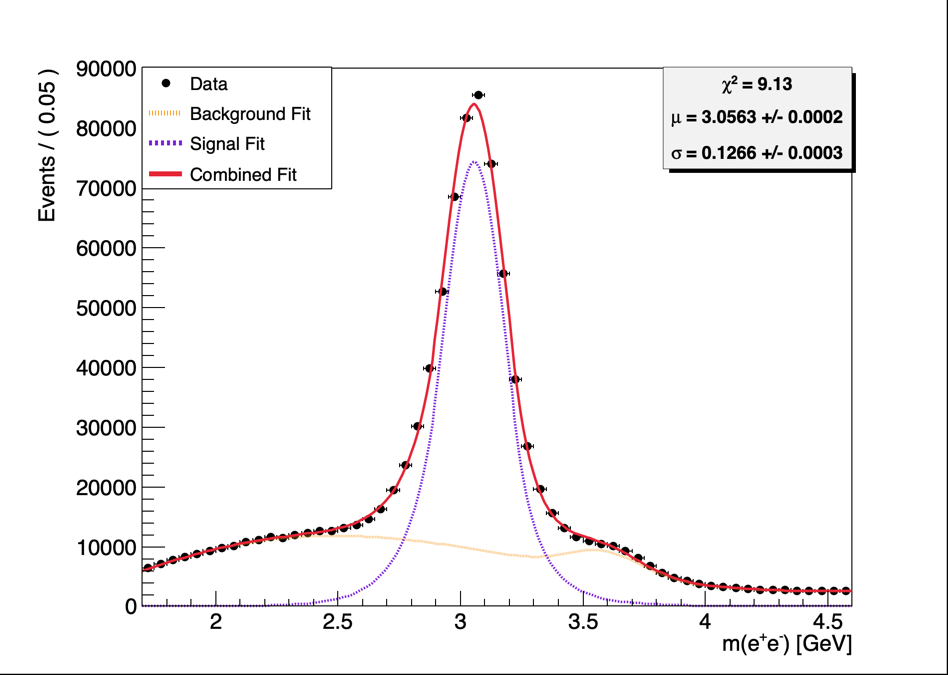 Events / ( 0.05 )
90000
80000
70000
60000
50000
40000
30000
20000
10000
0
Data
Background Fit
Signal Fit
Combined Fit
χ² = 9.13
μ = 3.0563 +/- 0.0002
σ = 0.1266 +/- 0.0003
2 2.5 3 3.5 4 4.5
m(e⁺e⁻) [GeV]